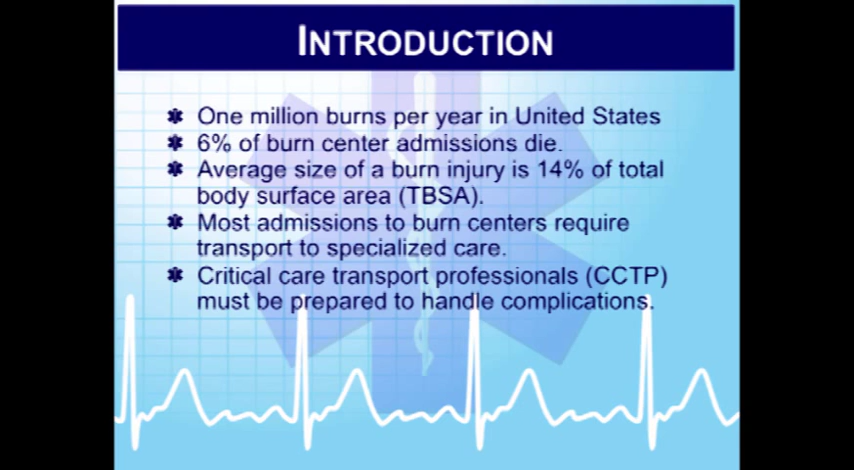 INTRODUCTION
One million burns per year in United States
6% of burn center admissions die.
Average size of a burn injury is 14% of total
body surface area (TBSA).
Most admissions to burn centers require
transport to specialized care.
Critical care transport professionals (CCTP)
must be prepared to handle complications.